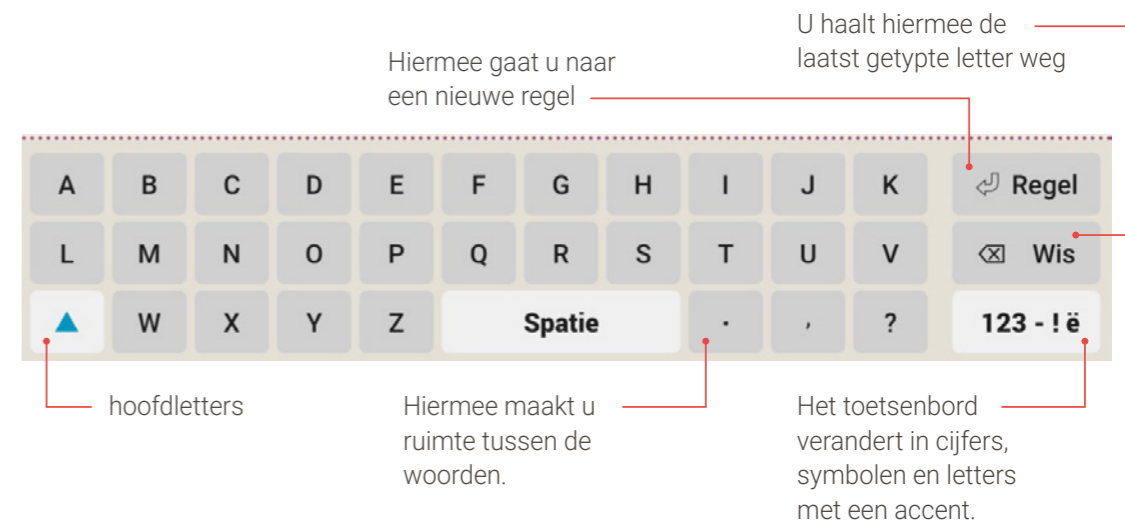 U haalt hiermee de
laatst getypte letter weg
Hiermee gaat u naar
een nieuwe regel
A B C D E F G H I J K Regel
L M N O P Q R S T U V Wis
W X Y Z Spatie . , ? 123 - ! ë
hoofdletters
Hiermee maakt u
ruimte tussen de
woorden.
Het toetsenbord
verandert in cijfers,
symbolen en letters
met een accent.